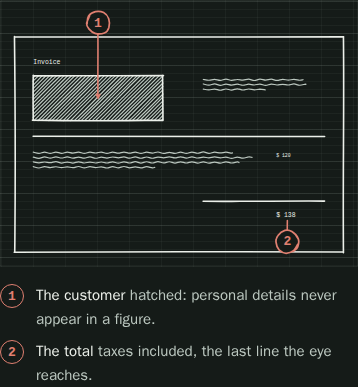 1
Invoice
$ 120
$ 138
2
1 The customer hatched: personal details never
appear in a figure.
2 The total taxes included, the last line the eye
reaches.